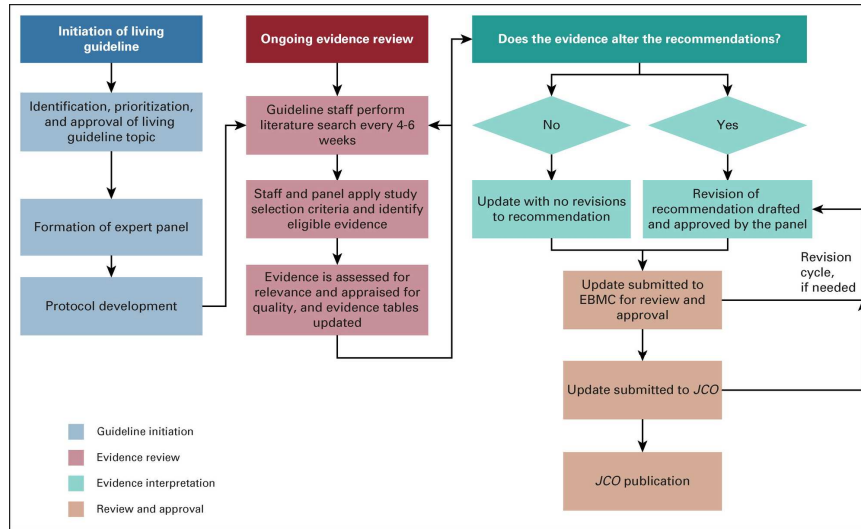 Initiation of living
guideline
Identification, prioritization,
and approval of living
guideline topic
Formation of expert panel
Protocol development
Ongoing evidence review
Guideline staff perform
literature search every 4-6
weeks
Staff and panel apply study
selection criteria and identify
eligible evidence
Evidence is assessed for
relevance and appraised for
quality, and evidence tables
updated
Does the evidence alter the recommendations?
No
Yes
Update with no revisions
to recommendation
Revision of
recommendation drafted
and approved by the panel
Revision
cycle,
if needed
Update submitted to
EBMC for review and
approval
Update submitted to JCO
JCO publication
Guideline initiation
Evidence review
Evidence interpretation
Review and approval